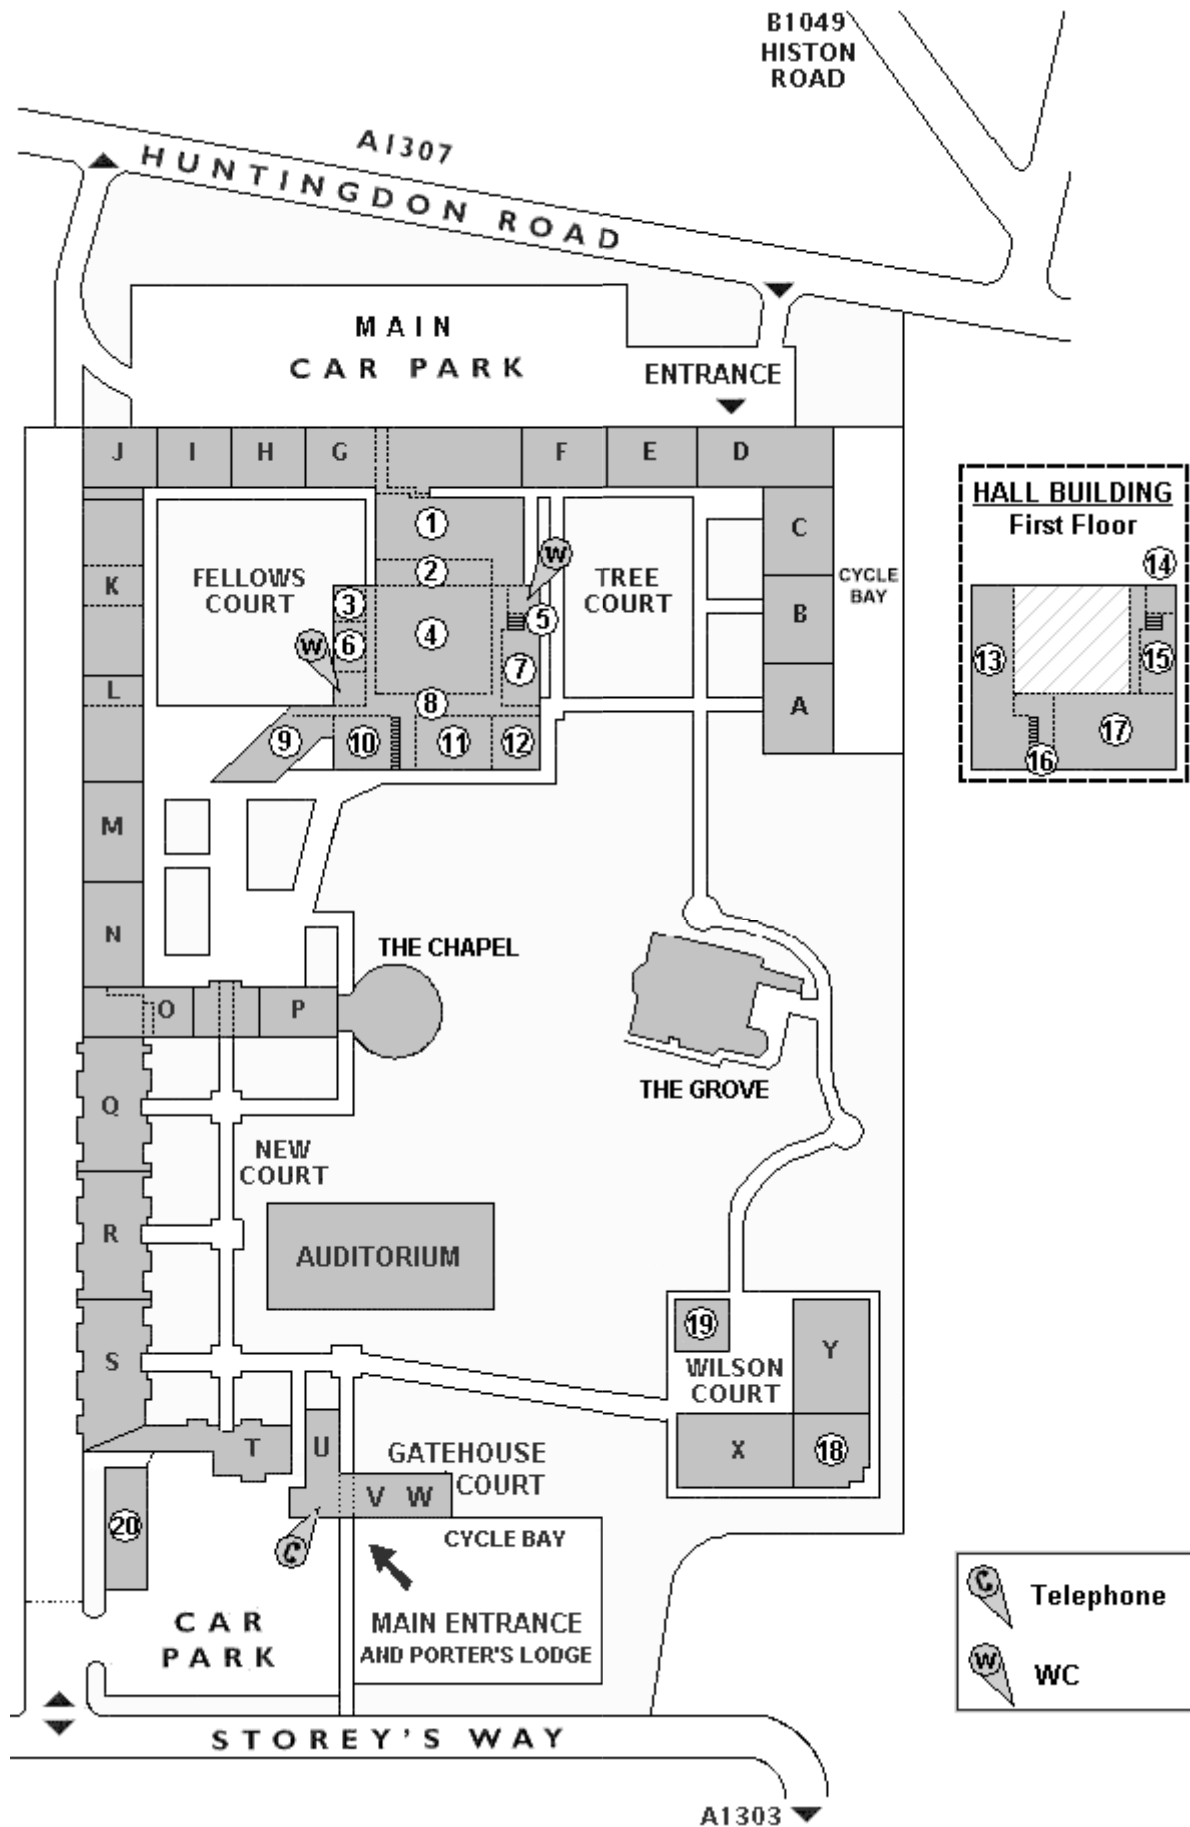 B1049
HISTON
ROAD
A1307
HUNTINGDON ROAD
MAIN
CAR PARK
ENTRANCE
J
I
H
G
F
E
D
HALL BUILDING
First Floor
1
C
W
14
2
FELLOWS
COURT
TREE
COURT
CYCLE
BAY
K
3
5
B
4
W
6
7
13
15
L
8
A
9
10
11
12
17
16
M
N
THE CHAPEL
O
P
THE GROVE
Q
NEW
COURT
R
AUDITORIUM
19
S
WILSON
COURT
Y
T
U
GATEHOUSE
COURT
X
18
V
W
20
C
CYCLE BAY
Telephone
C
CAR
PARK
MAIN ENTRANCE
AND PORTER'S LODGE
W
WC
STOREY'S WAY
A1303